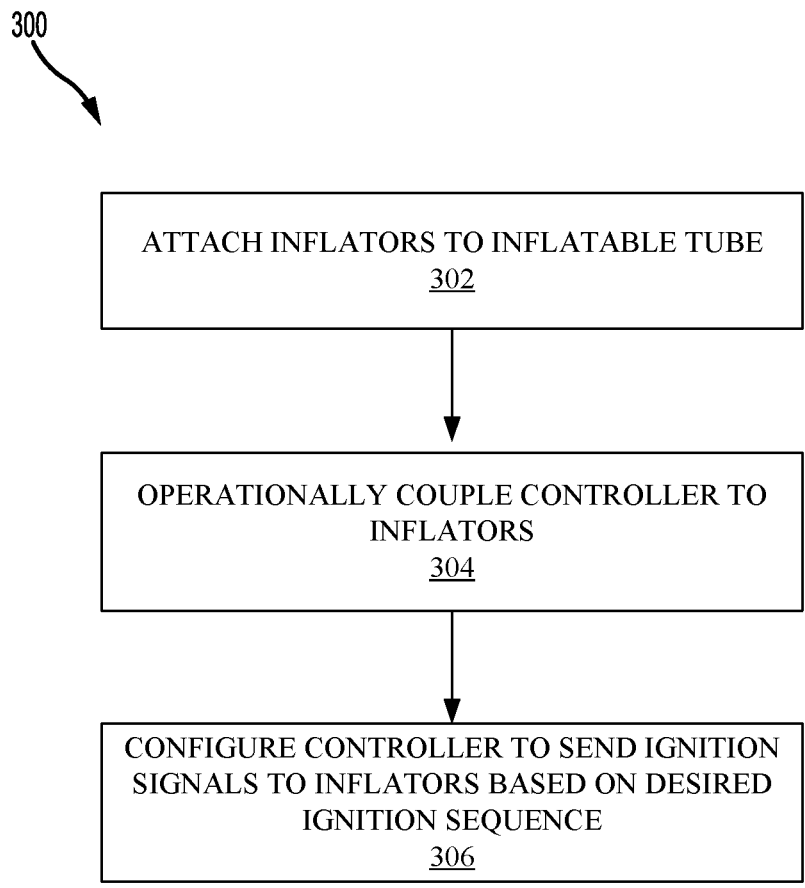 300
ATTACH INFLATORS TO INFLATABLE TUBE
302
OPERATIONALLY COUPLE CONTROLLER TO
INFLATORS
304
CONFIGURE CONTROLLER TO SEND IGNITION
SIGNALS TO INFLATORS BASED ON DESIRED
IGNITION SEQUENCE
306